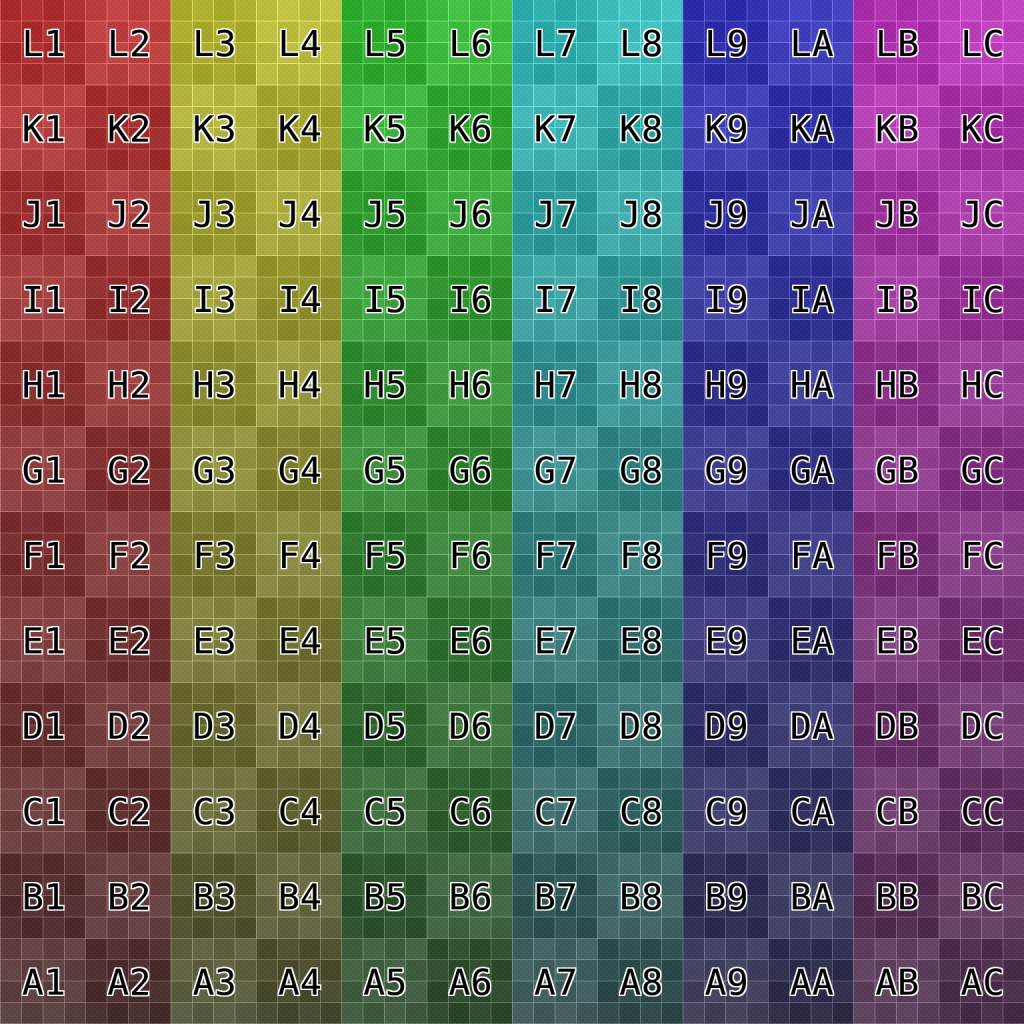 L1 L2 L3 L4 L5 L6 L7 L8 L9 LA LB LC
K1 K2 K3 K4 K5 K6 K7 K8 K9 KA KB KC
J1 J2 J3 J4 J5 J6 J7 J8 J9 JA JB JC
I1 I2 I3 I4 I5 I6 I7 I8 I9 IA IB IC
H1 H2 H3 H4 H5 H6 H7 H8 H9 HA HB HC
G1 G2 G3 G4 G5 G6 G7 G8 G9 GA GB GC
F1 F2 F3 F4 F5 F6 F7 F8 F9 FA FB FC
E1 E2 E3 E4 E5 E6 E7 E8 E9 EA EB EC
D1 D2 D3 D4 D5 D6 D7 D8 D9 DA DB DC
C1 C2 C3 C4 C5 C6 C7 C8 C9 CA CB CC
B1 B2 B3 B4 B5 B6 B7 B8 B9 BA BB BC
A1 A2 A3 A4 A5 A6 A7 A8 A9 AA AB AC